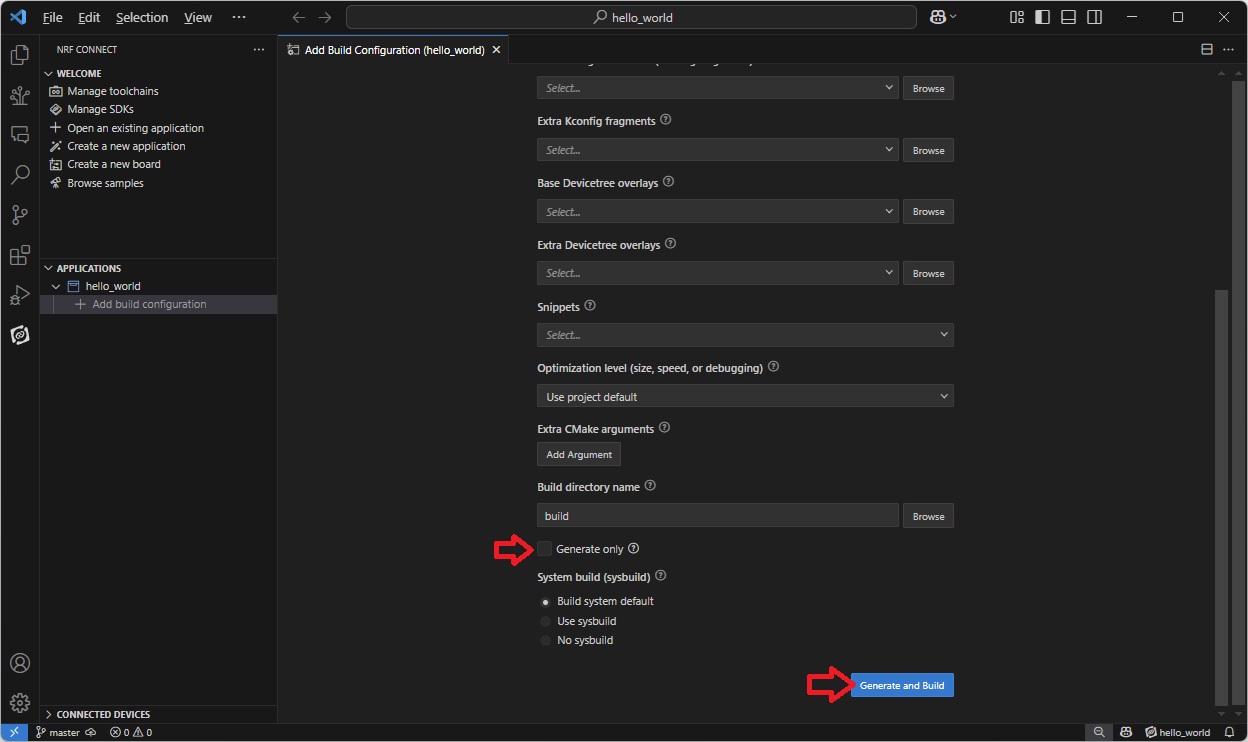 File Edit Selection View ··· hello_world
NRF CONNECT ···
Add Build Configuration (hello_world)
WELCOME
Manage toolchains
Manage SDKs
Open an existing application
Create a new application
Create a new board
Browse samples
APPLICATIONS
hello_world
Add build configuration
CONNECTED DEVICES
Select... Browse
Extra Kconfig fragments
Select... Browse
Base Devicetree overlays
Select... Browse
Extra Devicetree overlays
Select... Browse
Snippets
Select...
Optimization level (size, speed, or debugging)
Use project default
Extra CMake arguments
Add Argument
Build directory name
build Browse
Generate only
System build (sysbuild)
Build system default
Use sysbuild
No sysbuild
Generate and Build
master 0 0 hello_world